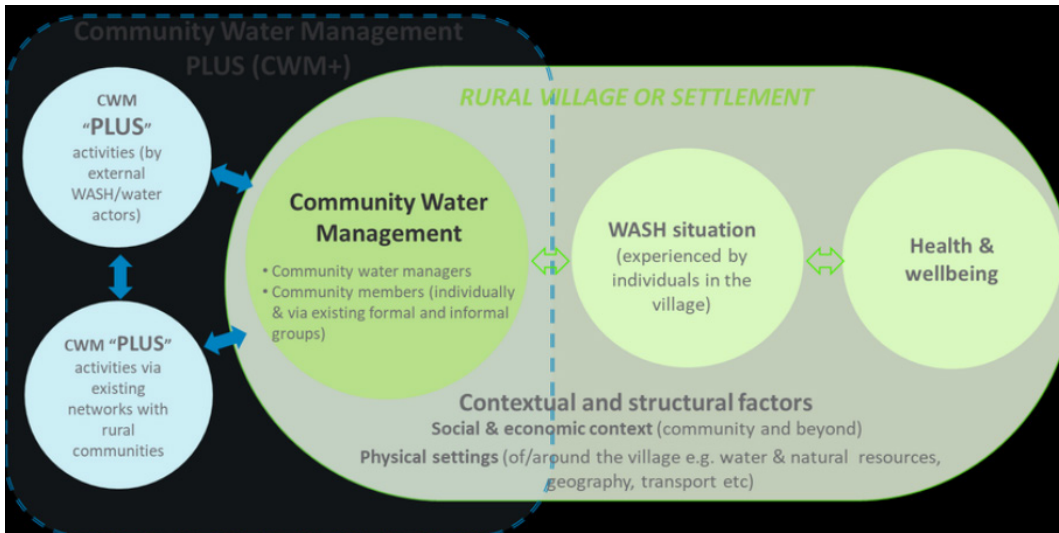 Community Water Management
PLUS (CWM+)
RURAL VILLAGE OR SETTLEMENT
CWM
"PLUS"
activities (by
external
WASH/water
actors)
CWM "PLUS"
activities via
existing
networks with
rural
communities
Community Water
Management
• Community water managers
• Community members (individually
& via existing formal and informal
groups)
WASH situation
(experienced by
individuals in the
village)
Health &
wellbeing
Contextual and structural factors
Social & economic context (community and beyond)
Physical settings (of/around the village e.g. water & natural resources,
geography, transport etc)